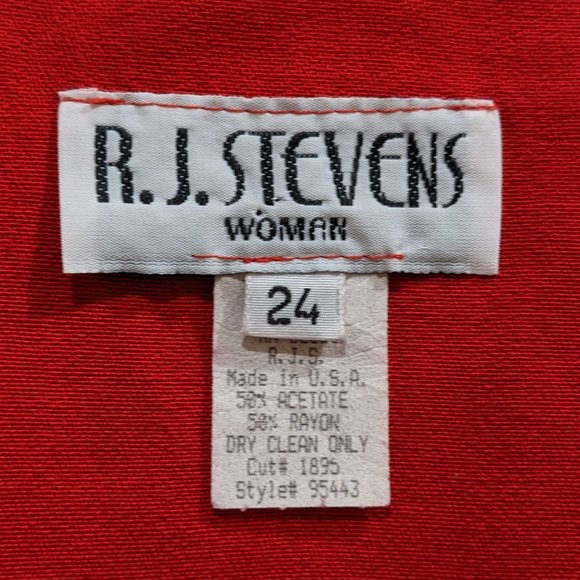 R.J. STEVENS
WOMAN
24
R.J.S.
Made in U.S.A.
50% ACETATE
50% RAYON
DRY CLEAN ONLY
Cut# 1895
Style# 95443